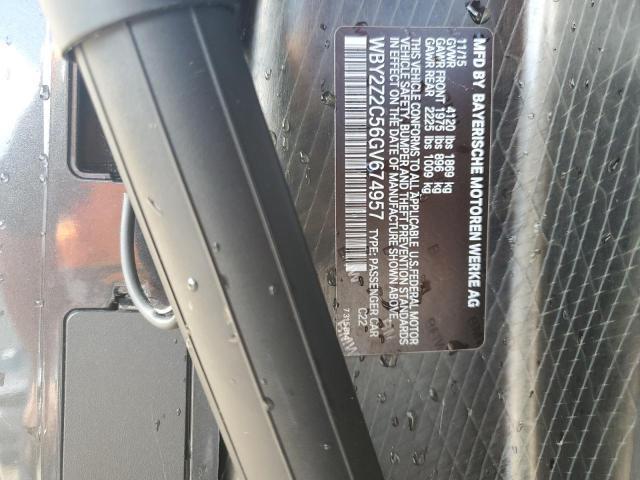 MFD BY BAYERISCHE MOTOREN WERKE AG
11/15
GVWR 4120 lbs 1869 kg
GAWR FRONT 1975 lbs 896 kg
GAWR REAR 2225 lbs 1009 kg
THIS VEHICLE CONFORMS TO ALL APPLICABLE U.S. FEDERAL MOTOR
VEHICLE SAFETY, BUMPER AND THEFT PREVENTION STANDARDS
IN EFFECT ON THE DATE OF MANUFACTURE SHOWN ABOVE.
WBY2Z2C56GV674957 TYPE: PASSENGER CAR
C22